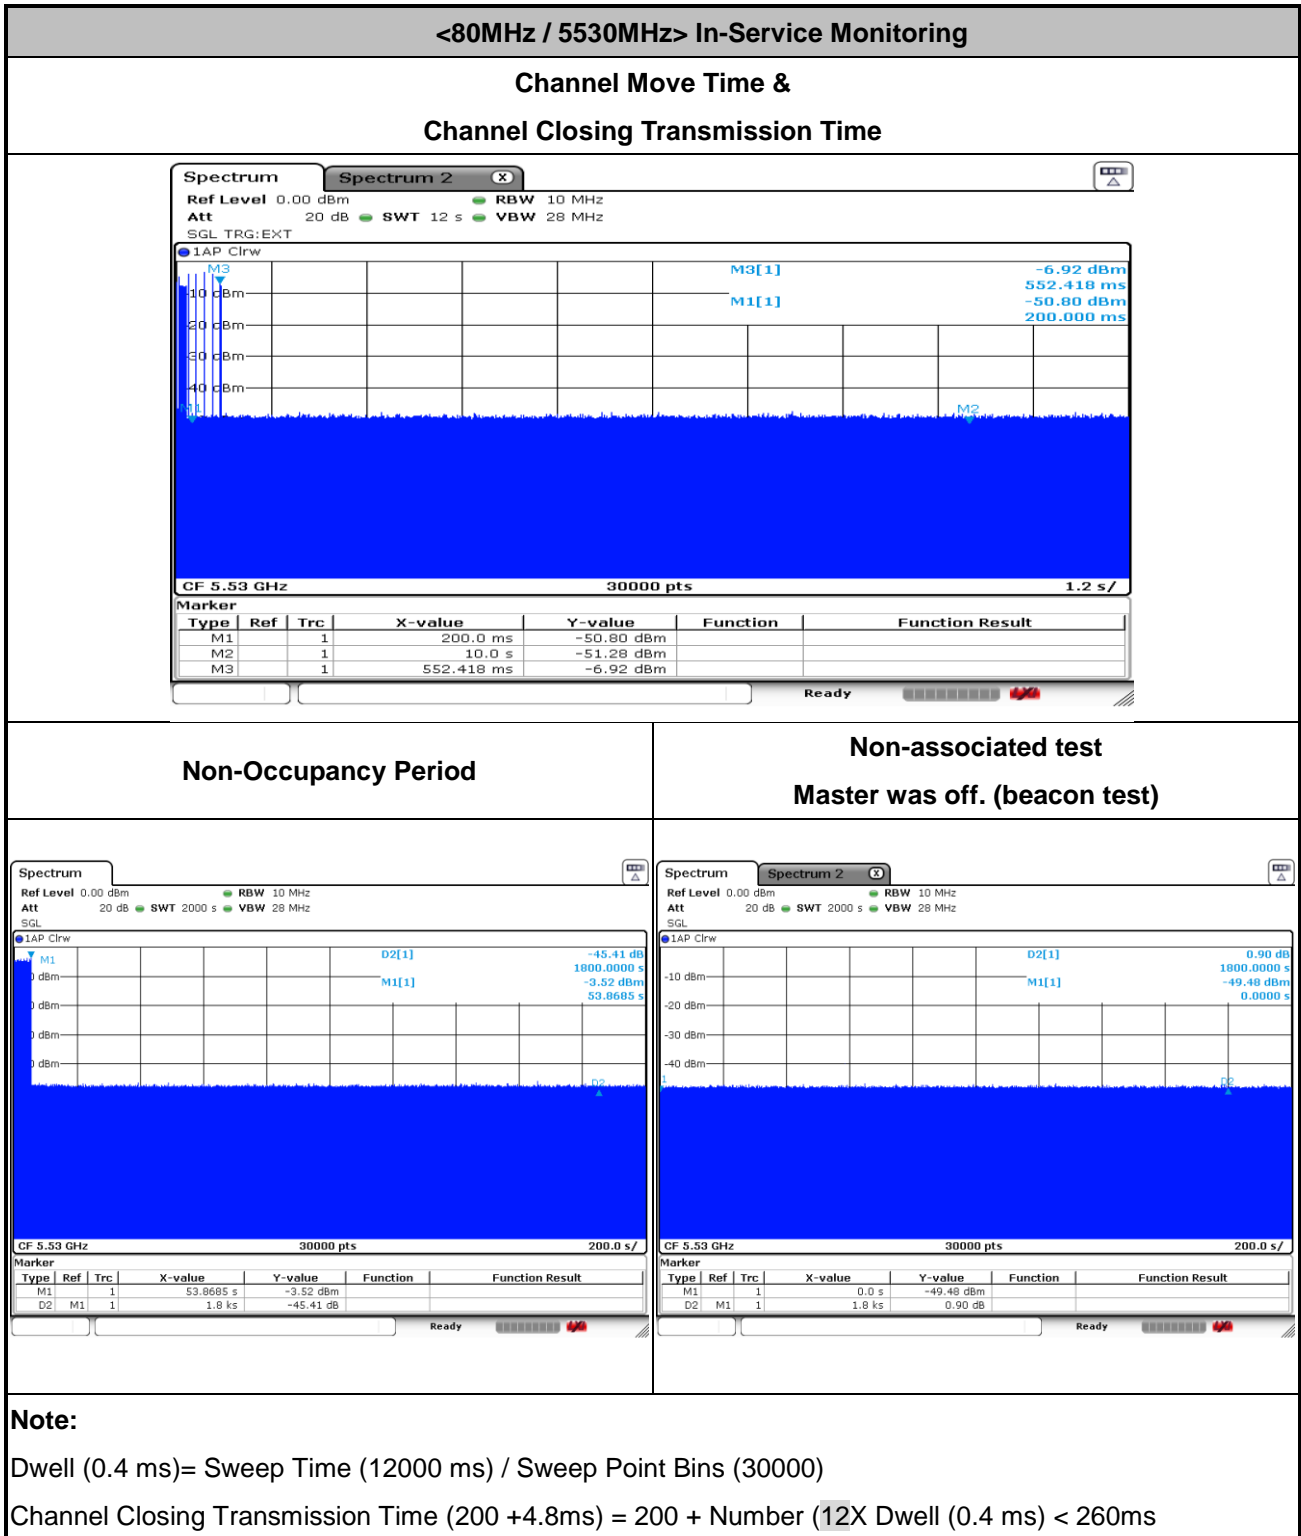 <80MHz / 5530MHz> In-Service Monitoring
Channel Move Time &
Channel Closing Transmission Time
Spectrum Spectrum 2 X
Ref Level 0.00 dBm RBW 10 MHz
Att 20 dB SWT 12 s VBW 28 MHz
SGL TRG:EXT
1AP Clrw
M3 M3[1] -6.92 dBm
552.418 ms
-10 dBm M1[1] -50.80 dBm
200.000 ms
-20 dBm
-30 dBm
-40 dBm
M1 M2
CF 5.53 GHz 30000 pts 1.2 s/
Marker
Type Ref Trc X-value Y-value Function Function Result
M1 1 200.0 ms -50.80 dBm
M2 1 10.0 s -51.28 dBm
M3 1 552.418 ms -6.92 dBm
Ready
Non-Occupancy Period
Non-associated test
Master was off. (beacon test)
Spectrum
Ref Level 0.00 dBm RBW 10 MHz
Att 20 dB SWT 2000 s VBW 28 MHz
SGL
1AP Clrw
M1 D2[1] -45.41 dB
1800.0000 s
0 dBm M1[1] -3.52 dBm
53.8685 s
0 dBm
0 dBm
0 dBm
D2
CF 5.53 GHz 30000 pts 200.0 s/
Marker
Type Ref Trc X-value Y-value Function Function Result
M1 1 53.8685 s -3.52 dBm
D2 M1 1 1.8 ks -45.41 dB
Ready
Spectrum Spectrum 2 X
Ref Level 0.00 dBm RBW 10 MHz
Att 20 dB SWT 2000 s VBW 28 MHz
SGL
1AP Clrw
D2[1] 0.90 dB
1800.0000 s
-10 dBm M1[1] -49.48 dBm
0.0000 s
-20 dBm
-30 dBm
-40 dBm
1 D2
CF 5.53 GHz 30000 pts 200.0 s/
Marker
Type Ref Trc X-value Y-value Function Function Result
M1 1 0.0 s -49.48 dBm
D2 M1 1 1.8 ks 0.90 dB
Ready
Note:
Dwell (0.4 ms)= Sweep Time (12000 ms) / Sweep Point Bins (30000)
Channel Closing Transmission Time (200 +4.8ms) = 200 + Number (12X Dwell (0.4 ms) < 260ms